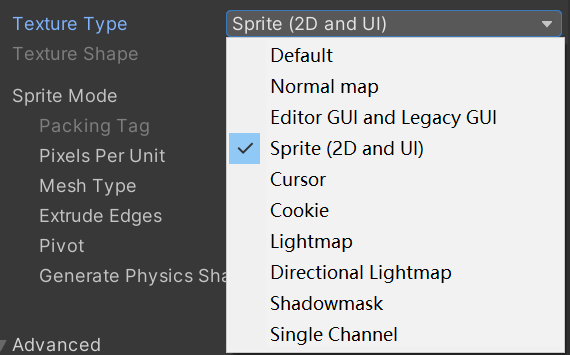 Texture Type Sprite (2D and UI)
Texture Shape Default
Normal map
Sprite Mode Editor GUI and Legacy GUI
Packing Tag Sprite (2D and UI)
Pixels Per Unit Cursor
Mesh Type Cookie
Extrude Edges Lightmap
Pivot Directional Lightmap
Generate Physics Sha Shadowmask
Advanced Single Channel